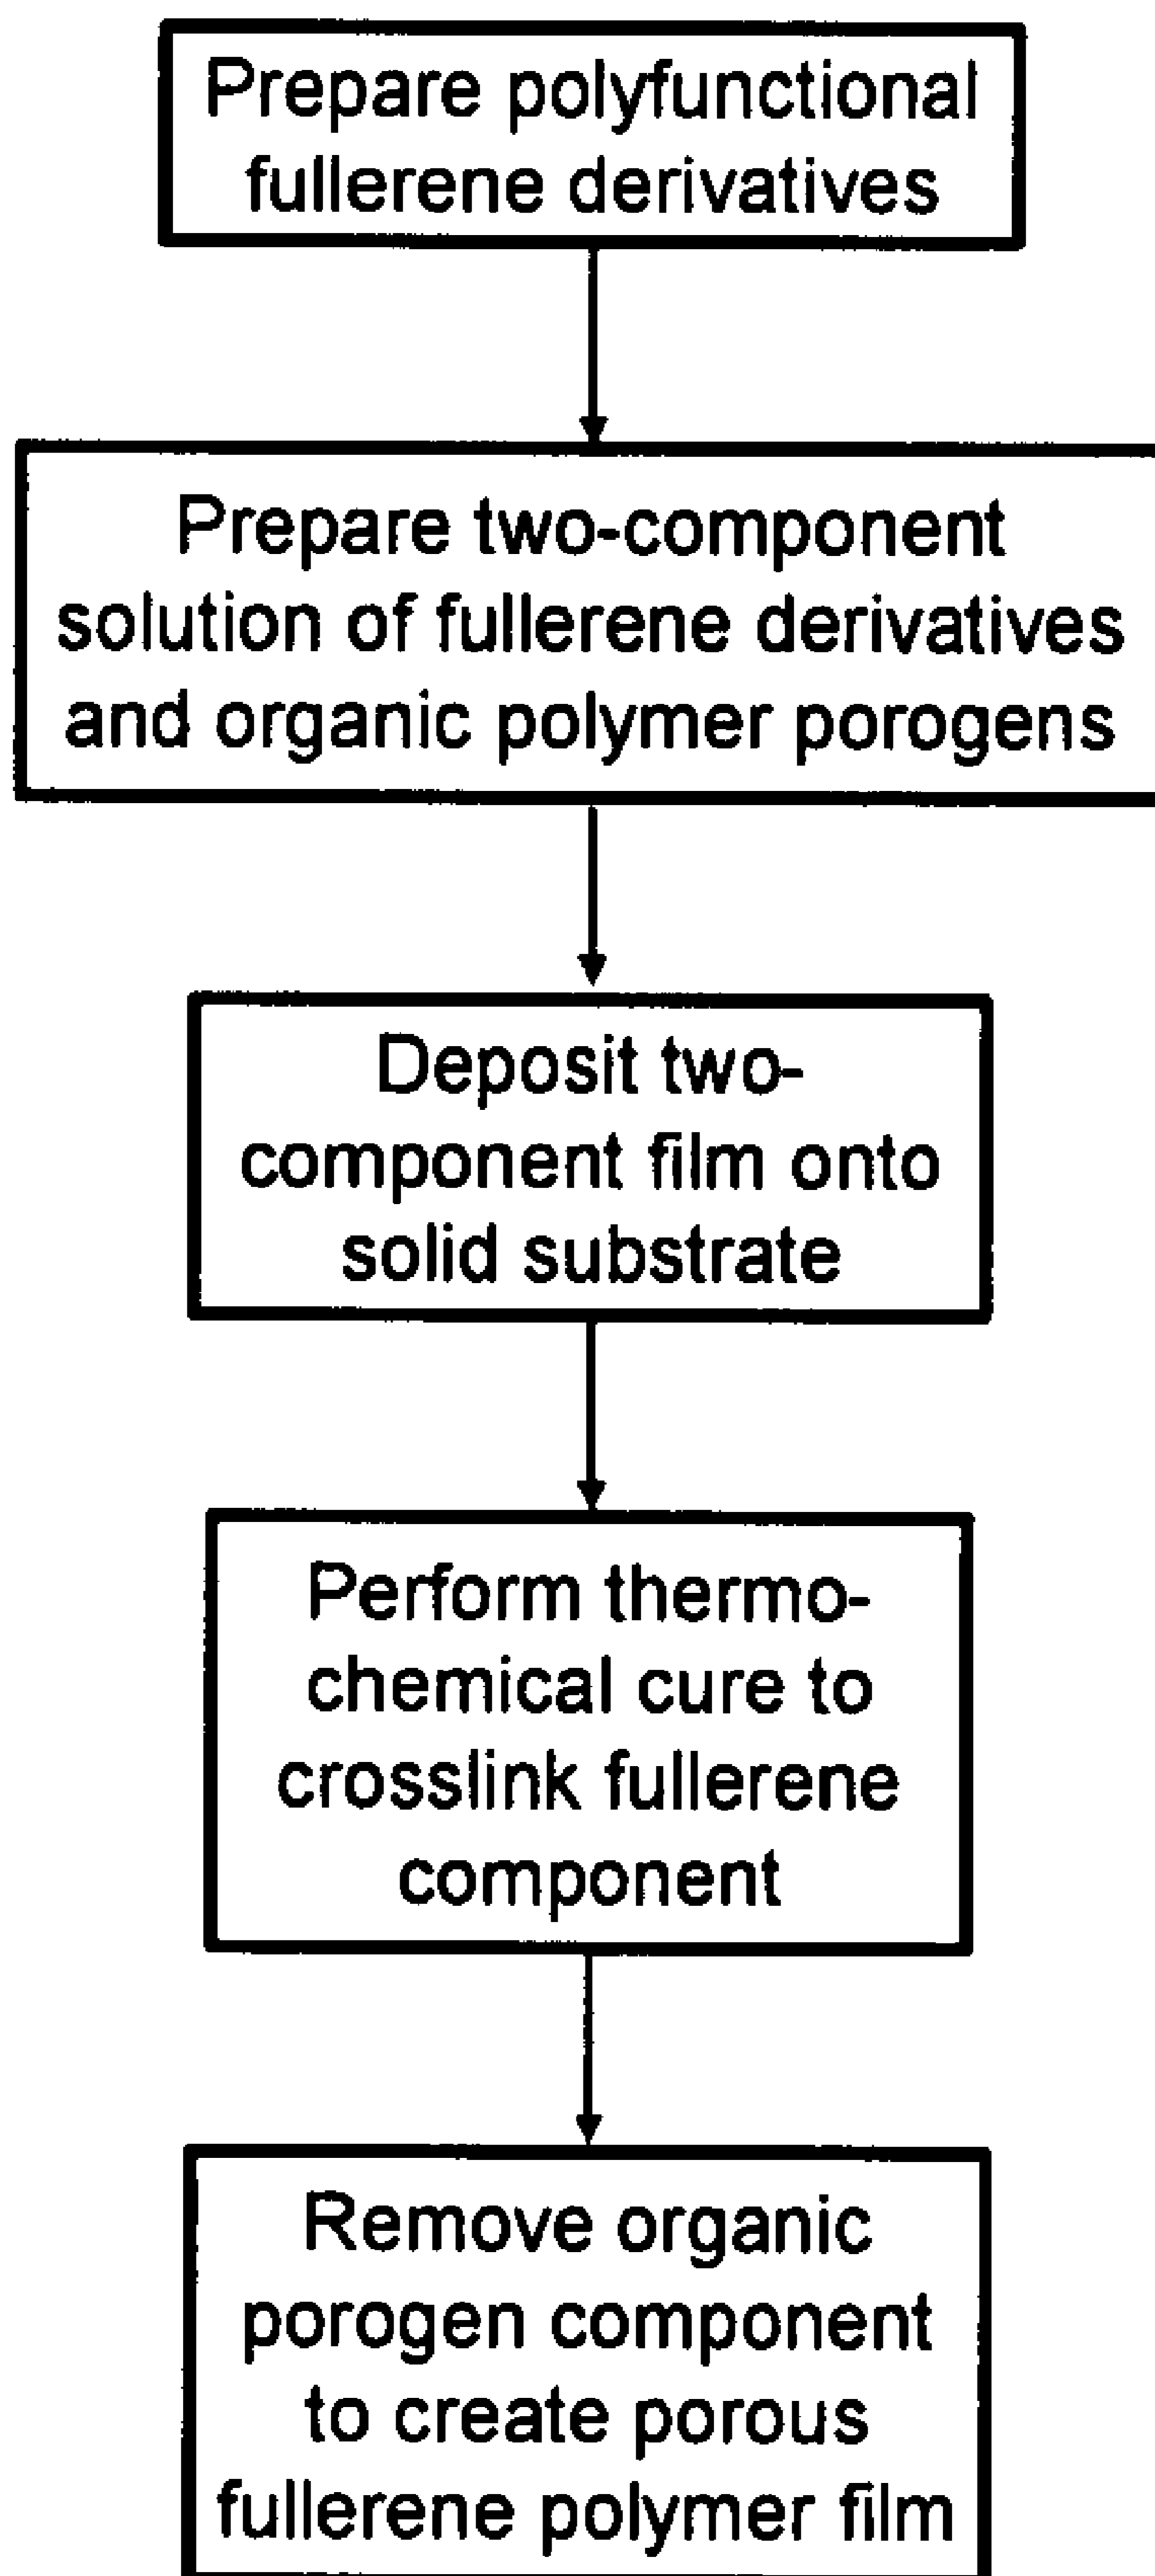 Prepare polyfunctional
fullerene derivatives
Prepare two-component
solution of fullerene derivatives
and organic polymer porogens
Deposit two-
component film onto
solid substrate
Perform thermo-
chemical cure to
crosslink fullerene
component
Remove organic
porogen component
to create porous
fullerene polymer film